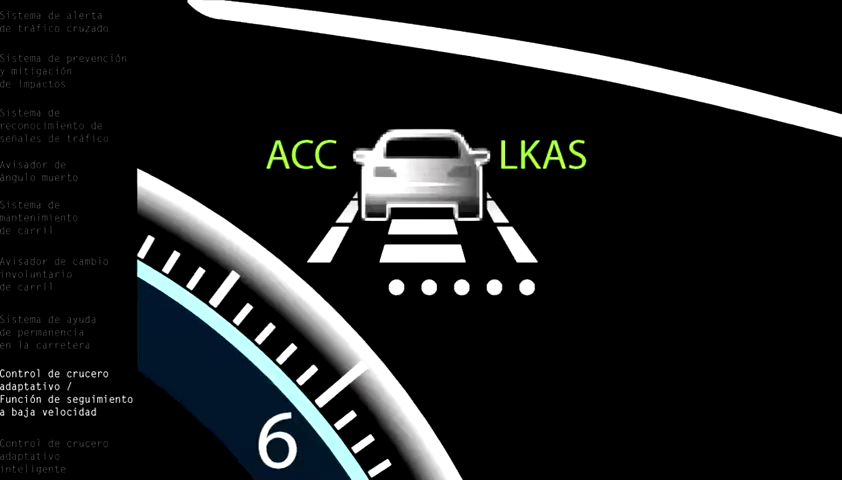 Sistema de alerta
de tráfico cruzado
Sistema de prevención
y mitigación
de impactos
Sistema de
reconocimiento de
señales de tráfico
Avisador de
ángulo muerto
Sistema de
mantenimiento
de carril
Avisador de cambio
involuntario
de carril
Sistema de ayuda
de permanencia
en la carretera
Control de crucero
adaptativo /
Función de seguimiento
a baja velocidad
Control de crucero
adaptativo
inteligente
ACC
LKAS
6